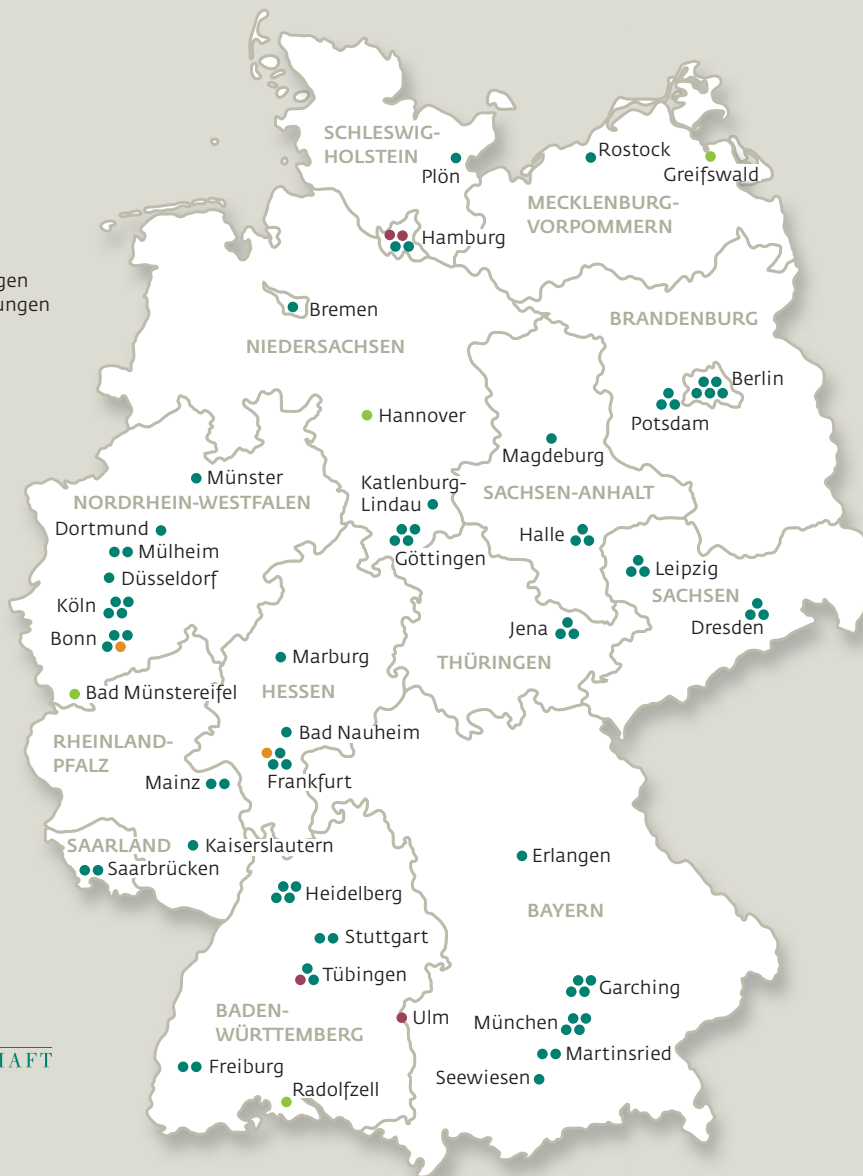 SCHLESWIG-
HOLSTEIN
Plön
Rostock
Greifswald
MECKLENBURG-
VORPOMMERN
Hamburg
Bremen
NIEDERSACHSEN
BRANDENBURG
Berlin
Potsdam
Hannover
Magdeburg
Münster
NORDRHEIN-WESTFALEN
Katlenburg-
Lindau
SACHSEN-ANHALT
Dortmund
Mülheim
Göttingen
Halle
Düsseldorf
Leipzig
SACHSEN
Köln
Bonn
Jena
Dresden
Marburg
THÜRINGEN
HESSEN
Bad Münstereifel
Bad Nauheim
RHEINLAND-
PFALZ
Mainz
Frankfurt
SAARLAND
Kaiserslautern
Saarbrücken
Erlangen
Heidelberg
BAYERN
Stuttgart
Tübingen
Garching
BADEN-
WÜRTTEMBERG
Ulm
München
Martinsried
Freiburg
Seewiesen
Radolfzell